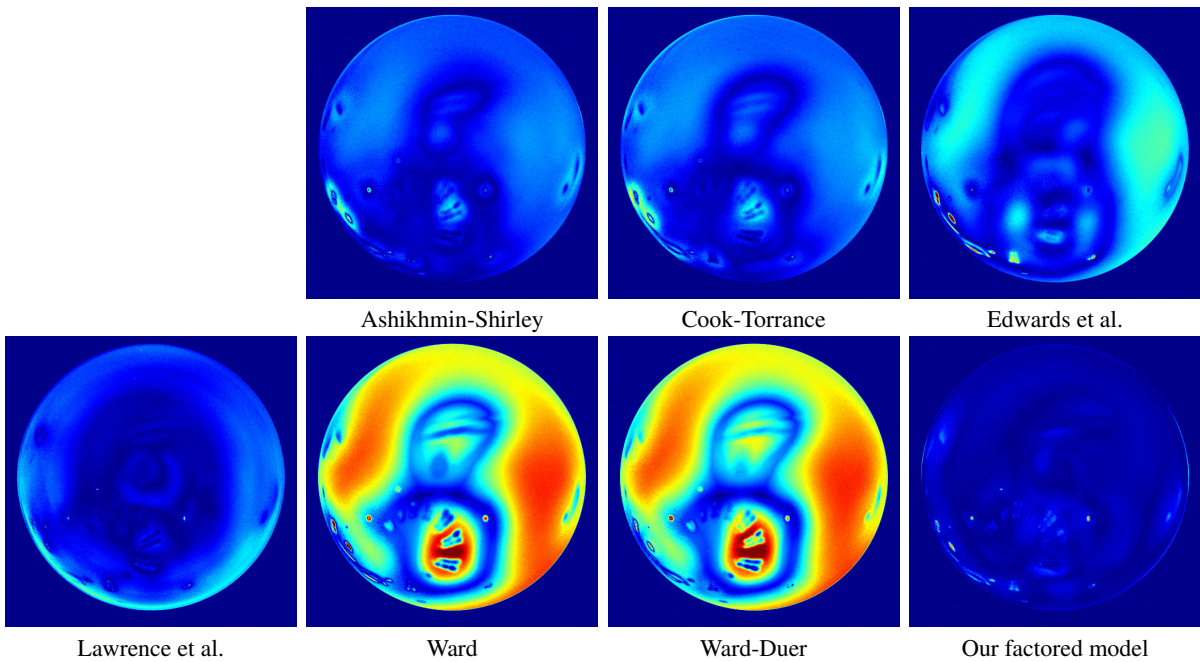 Ashikhmin-Shirley
Cook-Torrance
Edwards et al.
Lawrence et al.
Ward
Ward-Duer
Our factored model